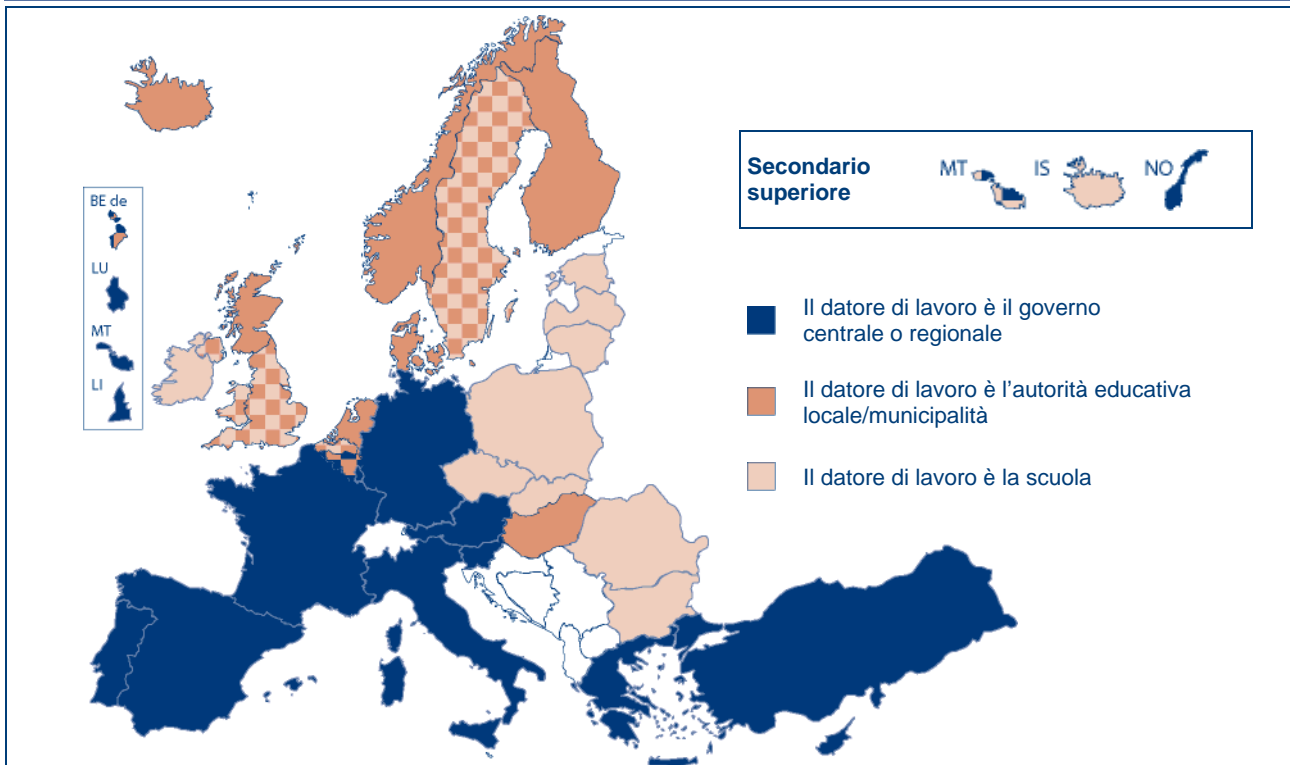 BE de
LU
MT
LI
Secondario
superiore
MT
IS
NO
Il datore di lavoro è il governo
centrale o regionale
Il datore di lavoro è l’autorità educativa
locale/municipalità
Il datore di lavoro è la scuola